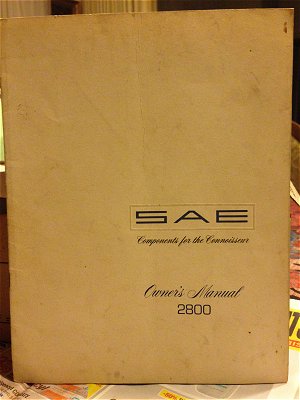 SAE
Components for the Connoisseur
Owner's Manual
2800